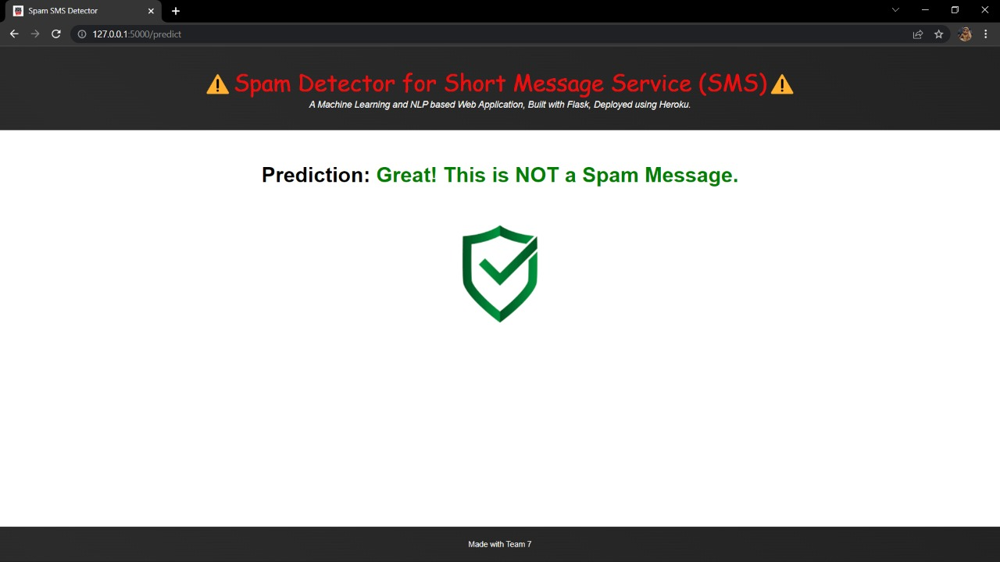 Spam SMS Detector
127.0.0.1:5000/predict
Spam Detector for Short Message Service (SMS)
A Machine Learning and NLP based Web Application, Built with Flask, Deployed using Heroku.
Prediction: Great! This is NOT a Spam Message.
Made with Team 7